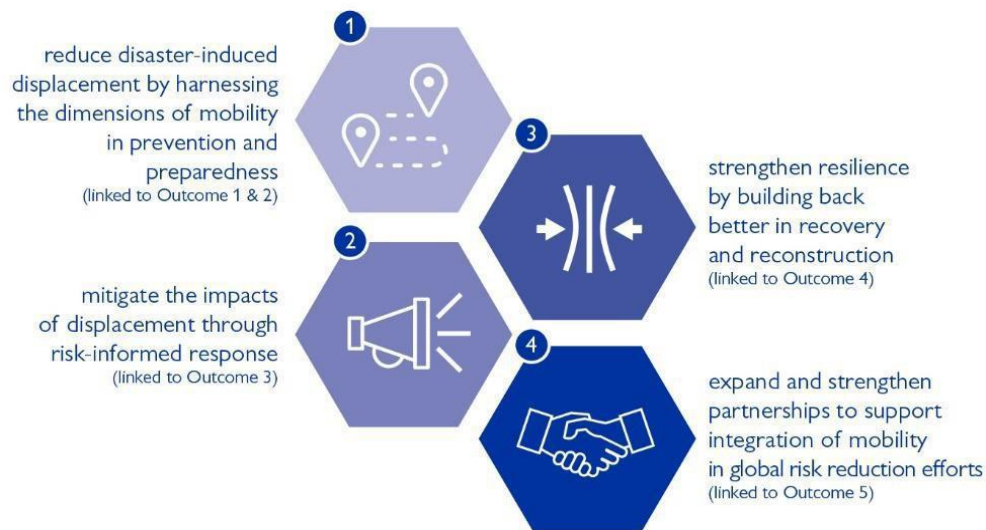 1
reduce disaster-induced
displacement by harnessing
the dimensions of mobility
in prevention and
preparedness
(linked to Outcome 1 & 2)
2
mitigate the impacts
of displacement through
risk-informed response
(linked to Outcome 3)
3
strengthen resilience
by building back
better in recovery
and reconstruction
(linked to Outcome 4)
4
expand and strengthen
partnerships to support
integration of mobility
in global risk reduction efforts
(linked to Outcome 5)